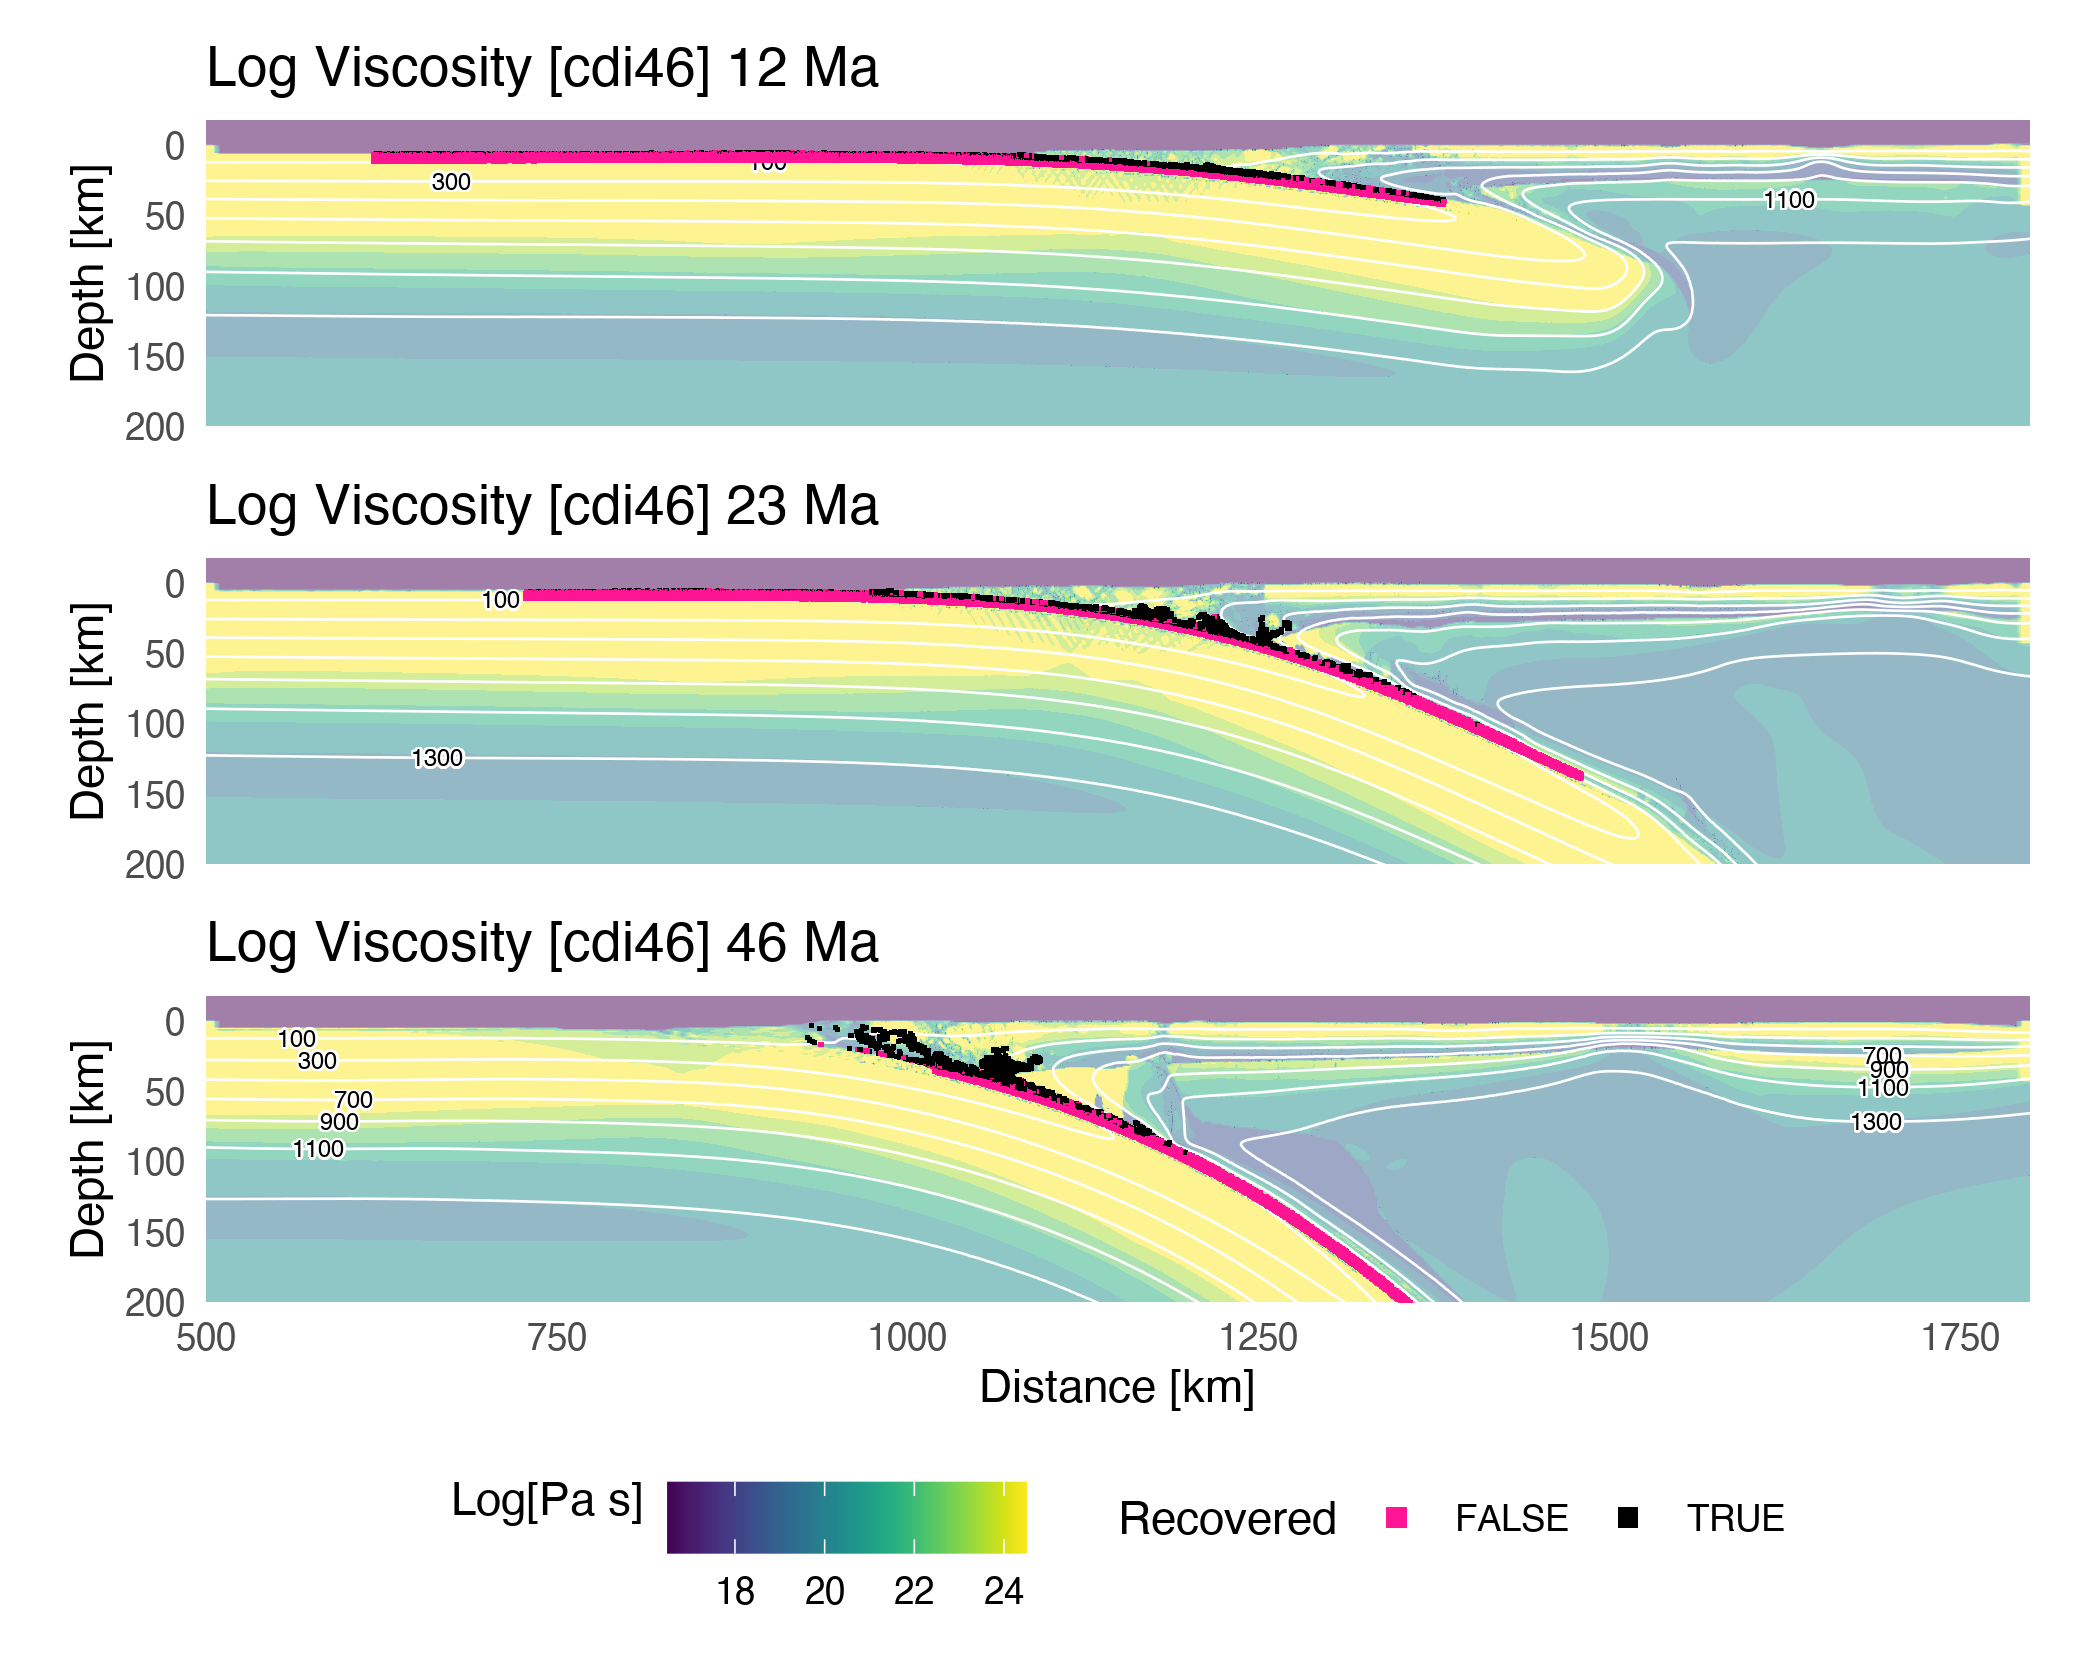 Log Viscosity [cdi46] 12 Ma
0
50
100
150
200
Depth [km]
100
300
1100
Log Viscosity [cdi46] 23 Ma
0
50
100
150
200
Depth [km]
100
1300
Log Viscosity [cdi46] 46 Ma
0
50
100
150
200
Depth [km]
100
300
700
900
1100
700
900
1100
1300
500 750 1000 1250 1500 1750
Distance [km]
Log[Pa s]
18 20 22 24
Recovered FALSE TRUE